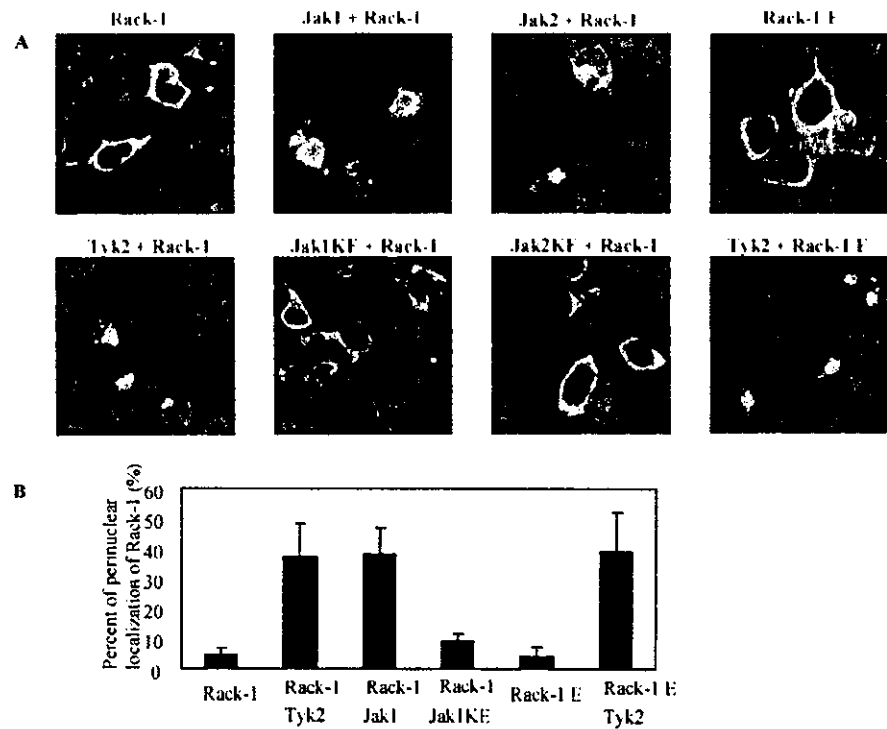 A
Rack-1
Jak1 + Rack-1
Jak2 + Rack-1
Rack-1 E
Tyk2 + Rack-1
Jak1KE + Rack-1
Jak2KE + Rack-1
Tyk2 + Rack-1 E
B
Percent of perinuclear
localization of Rack-1 (%)
60
50
40
30
20
10
0
Rack-1
Rack-1
Tyk2
Rack-1
Jak1
Rack-1
Jak1KE
Rack-1 E
Rack-1 E
Tyk2